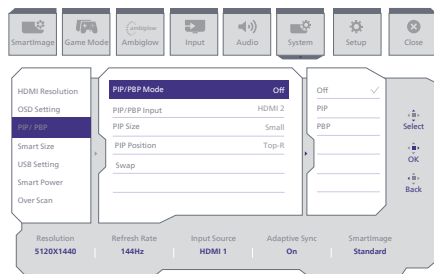 ambiglow
SmartImage Game Mode Ambiglow Input Audio System Setup Close
HDMI Resolution
OSD Setting
PIP/ PBP
Smart Size
USB Setting
Smart Power
Over Scan
PIP/PBP Mode Off
PIP/PBP Input HDMI 2
PIP Size Small
PIP Position Top-R
Swap
Off
PIP
PBP
Select
OK
Back
Resolution Refresh Rate Input Source Adaptive Sync SmartImage
5120X1440 144Hz HDMI 1 On Standard